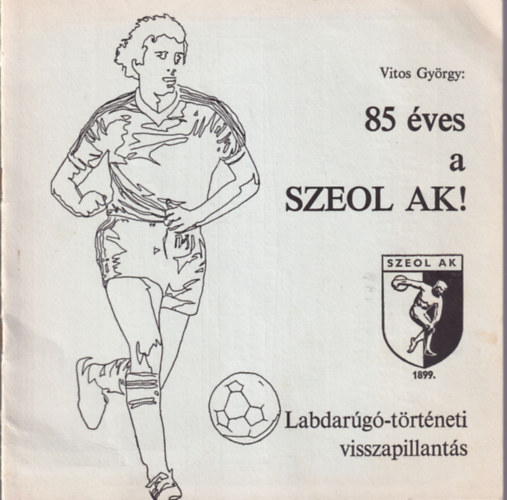 Vitos György:
85 éves
a
SZEOL AK!
SZEOL AK
1899.
Labdarúgó-történeti
visszapillantás